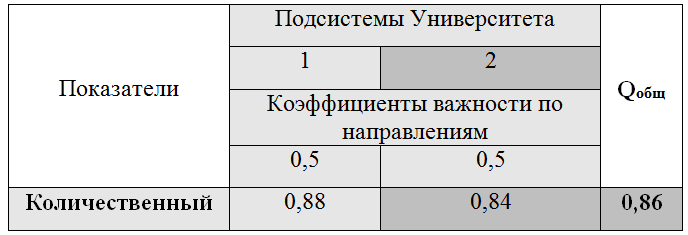 Показатели
Подсистемы Университета
1 2
Коэффициенты важности по
направлениям
0,5 0,5
Qобщ
Количественный 0,88 0,84 0,86